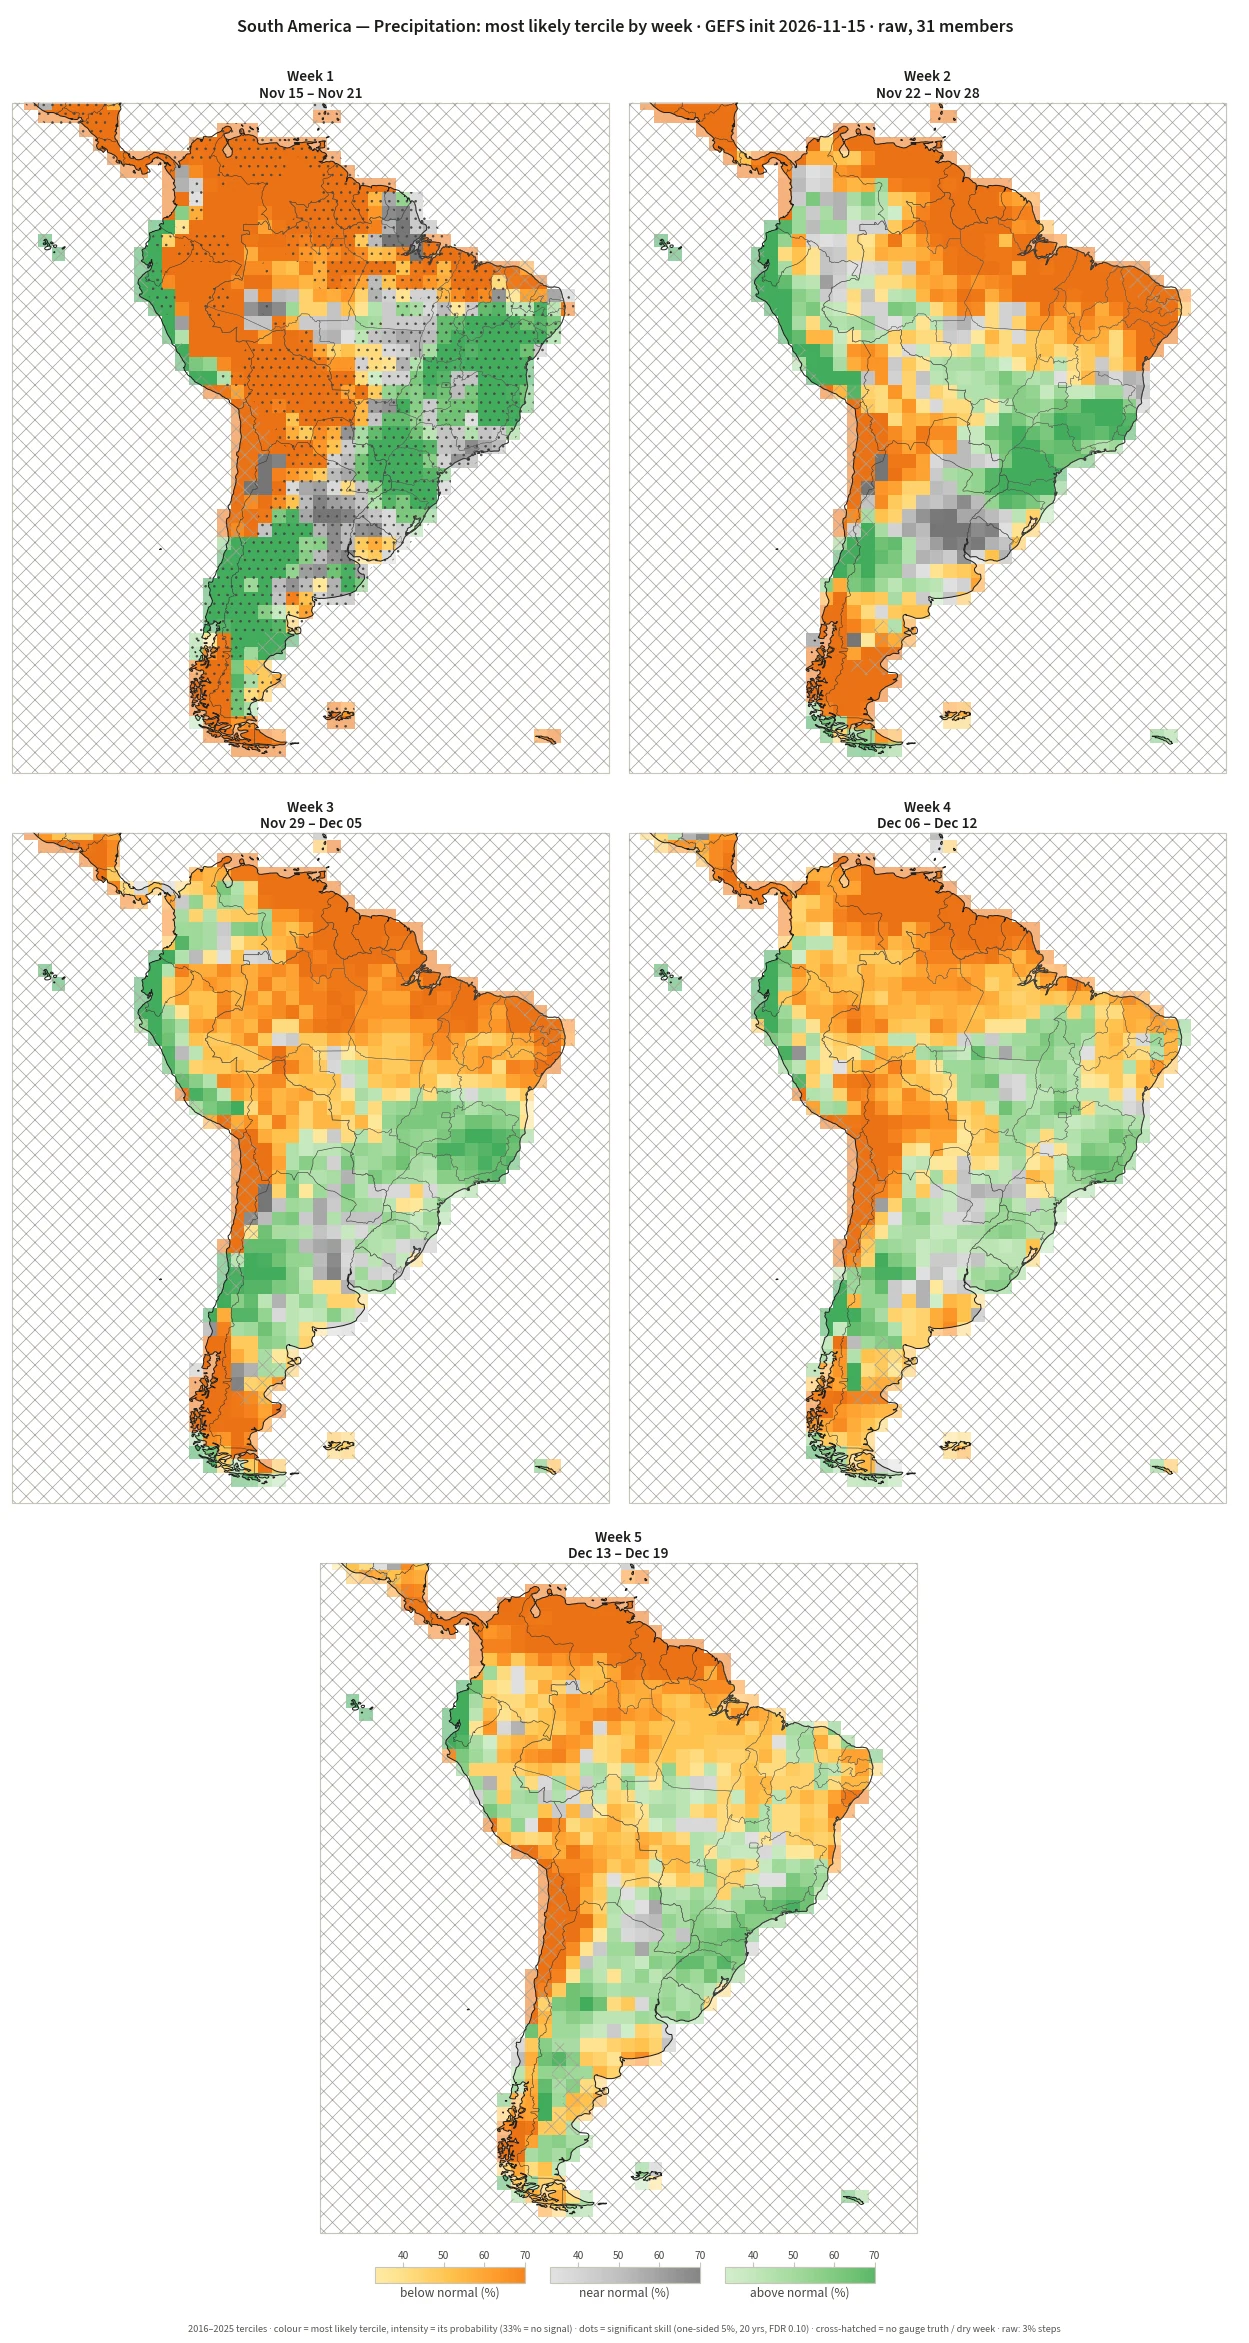 South America — Precipitation: most likely tercile by week · GEFS init 2026-11-15 · raw, 31 members
Week 1
Nov 15 – Nov 21
Week 2
Nov 22 – Nov 28
Week 3
Nov 29 – Dec 05
Week 4
Dec 06 – Dec 12
Week 5
Dec 13 – Dec 19
40 50 60 70
below normal (%)
40 50 60 70
near normal (%)
40 50 60 70
above normal (%)
2016–2025 terciles · colour = most likely tercile, intensity = its probability (33% = no signal) · dots = significant skill (one-sided 5%, 20 yrs, FDR 0.10) · cross-hatched = no gauge truth / dry week · raw: 3% steps